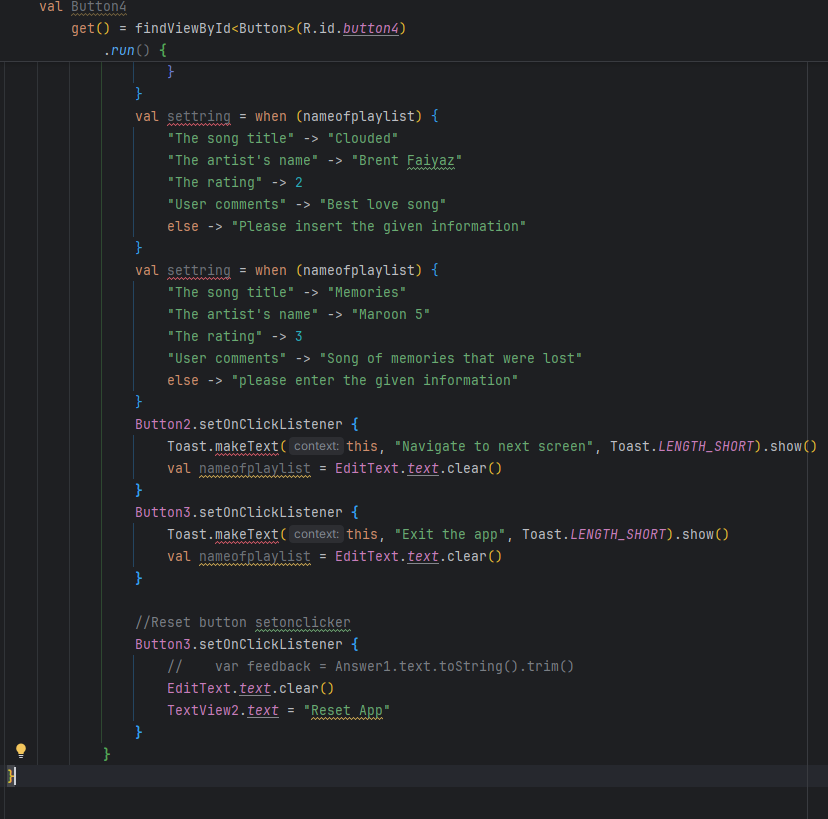 val Button4
get() = findViewById<Button>(R.id.button4)
.run() {
}
}
val settring = when (nameofplaylist) {
"The song title" -> "Clouded"
"The artist's name" -> "Brent Faiyaz"
"The rating" -> 2
"User comments" -> "Best love song"
else -> "Please insert the given information"
}
val settring = when (nameofplaylist) {
"The song title" -> "Memories"
"The artist's name" -> "Maroon 5"
"The rating" -> 3
"User comments" -> "Song of memories that were lost"
else -> "please enter the given information"
}
Button2.setOnClickListener {
Toast.makeText( context: this, "Navigate to next screen", Toast.LENGTH_SHORT).show()
val nameofplaylist = EditText.text.clear()
}
Button3.setOnClickListener {
Toast.makeText( context: this, "Exit the app", Toast.LENGTH_SHORT).show()
val nameofplaylist = EditText.text.clear()
}
//Reset button setonclicker
Button3.setOnClickListener {
//    var feedback = Answer1.text.toString().trim()
EditText.text.clear()
TextView2.text = "Reset App"
}
}
}